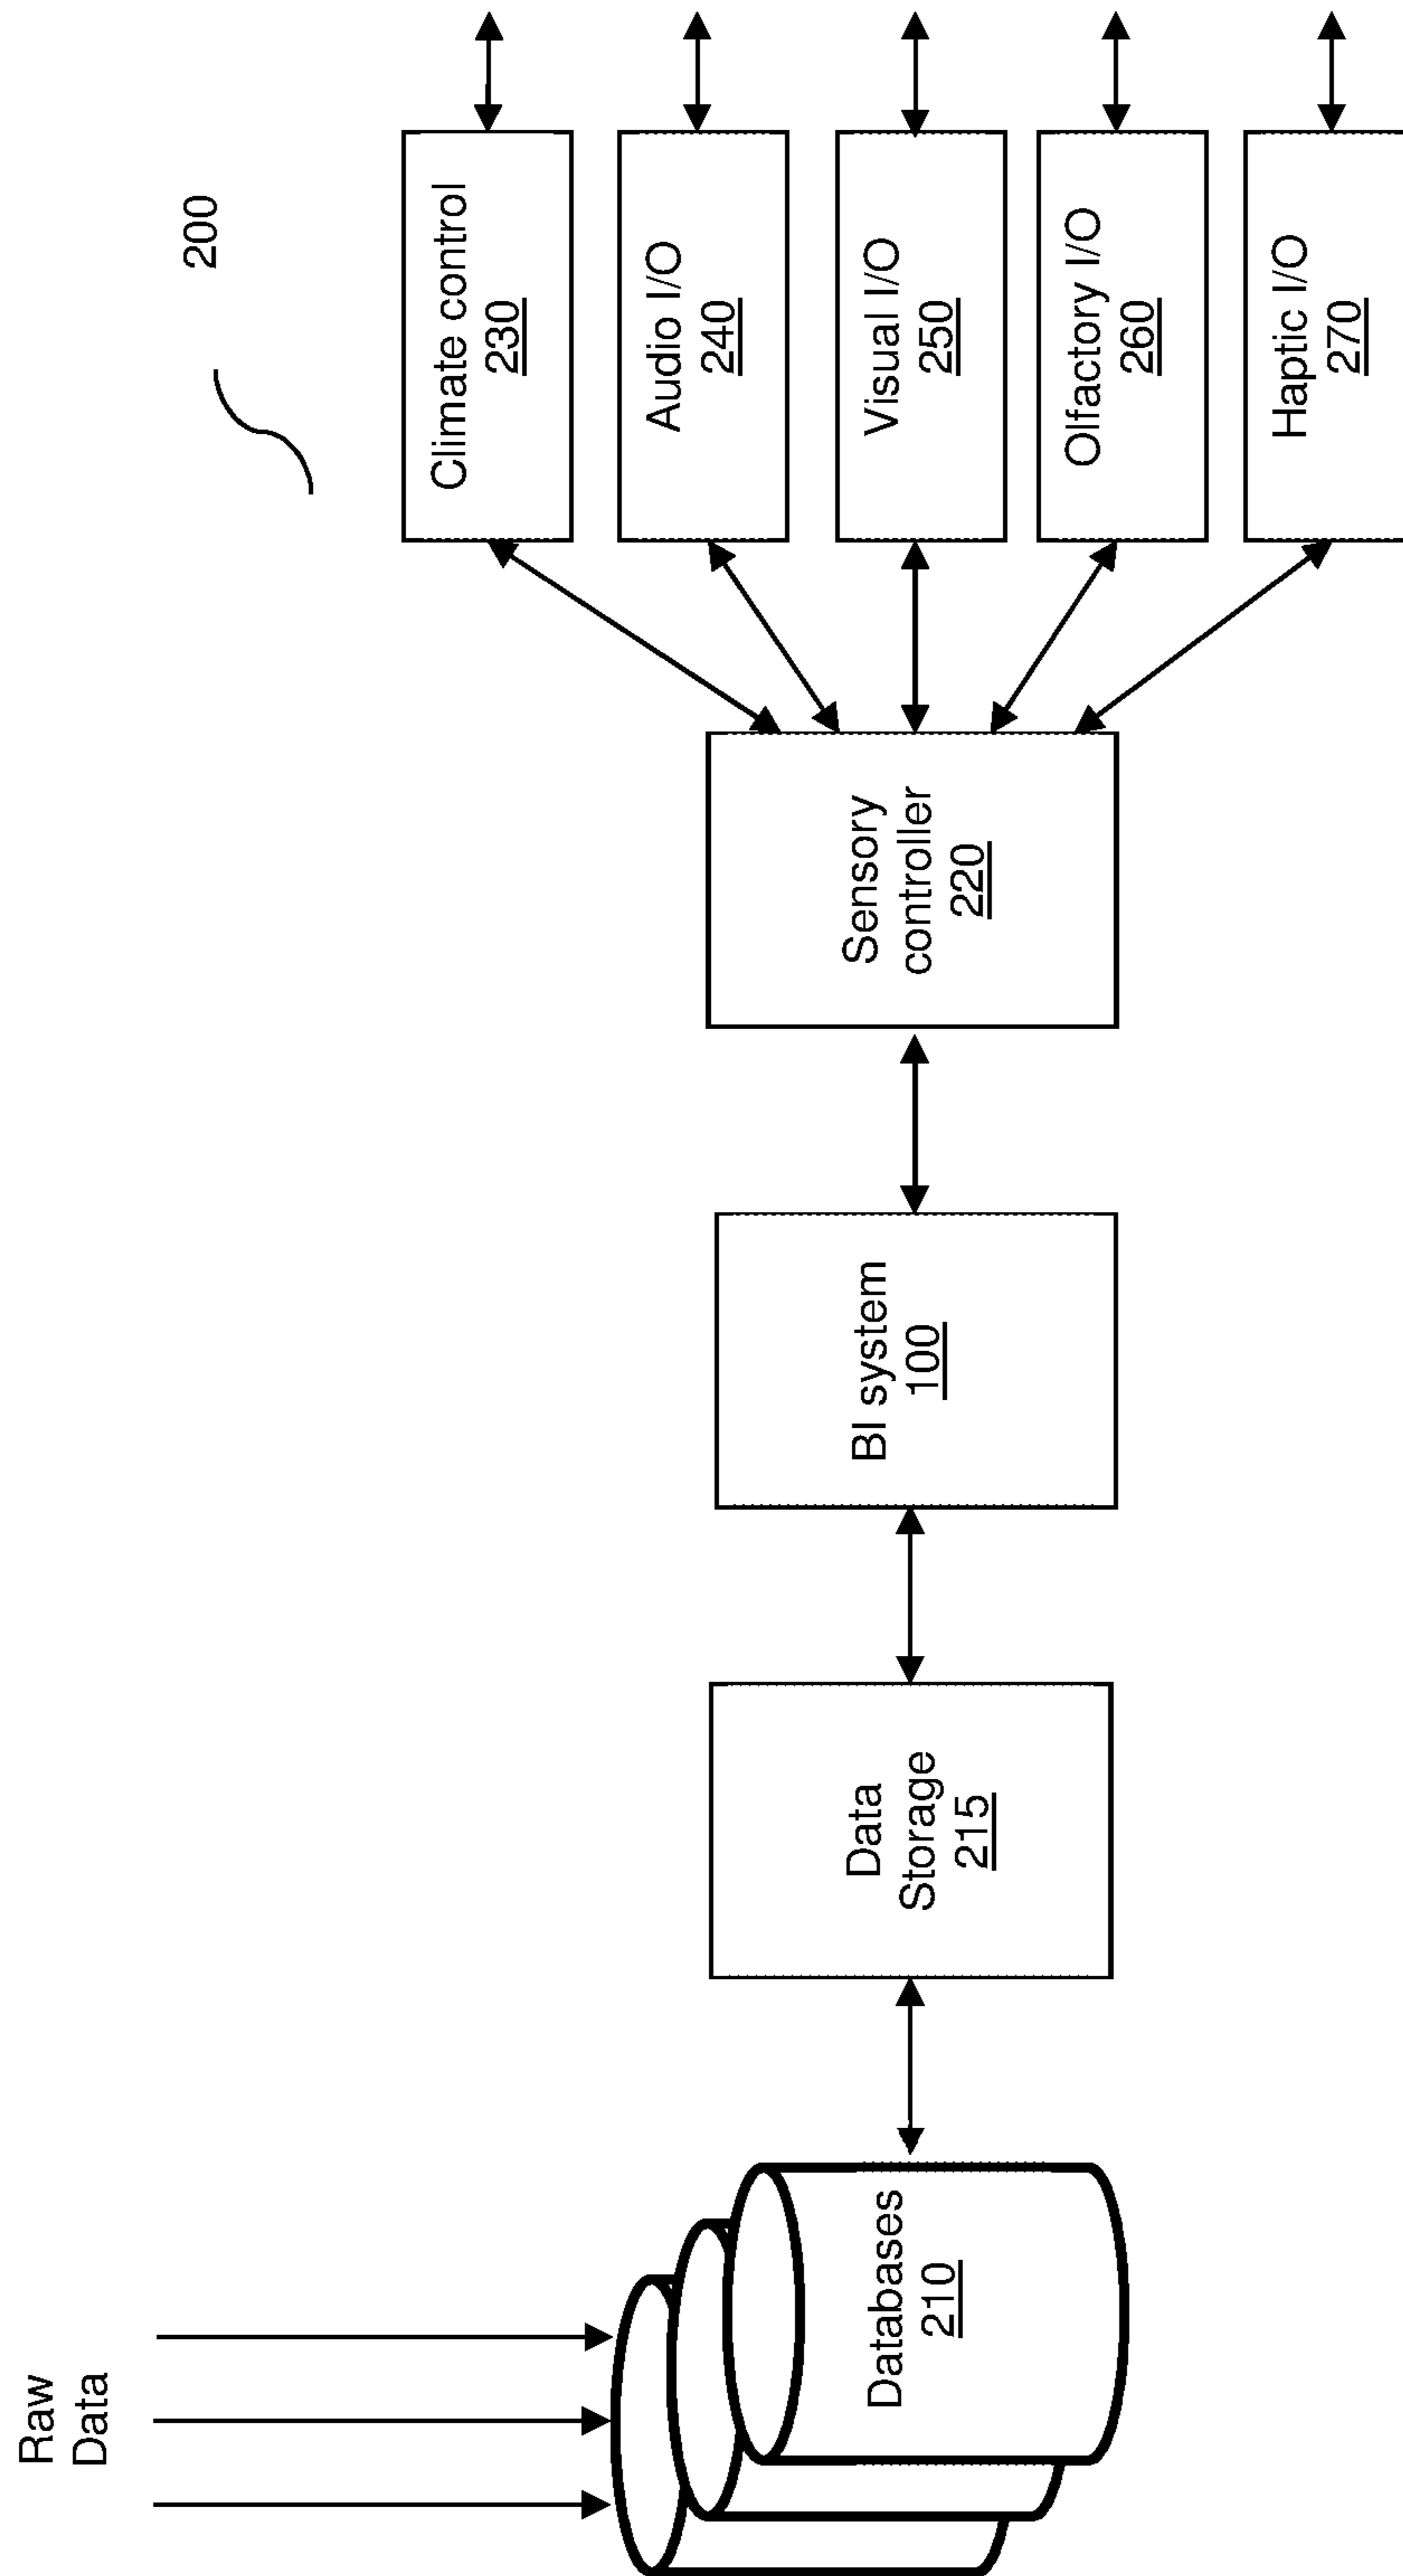 200
Raw
Data
Databases
210
Data
Storage
215
BI system
100
Sensory
controller
220
Climate control
230
Audio I/O
240
Visual I/O
250
Olfactory I/O
260
Haptic I/O
270